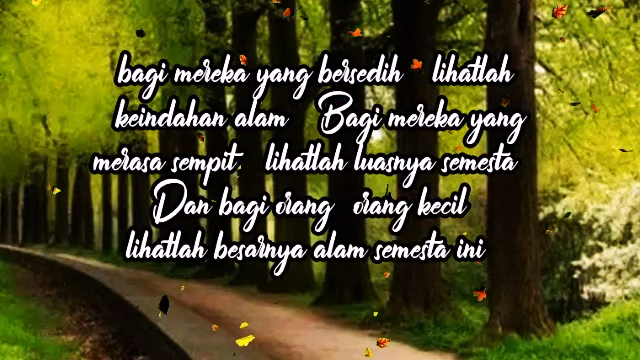 bagi mereka yang bersedih lihatlah
keindahan alam Bagi mereka yang
merasa sempit. lihatlah luasnya semesta
Dan bagi orang orang kecil
lihatlah besarnya alam semesta ini